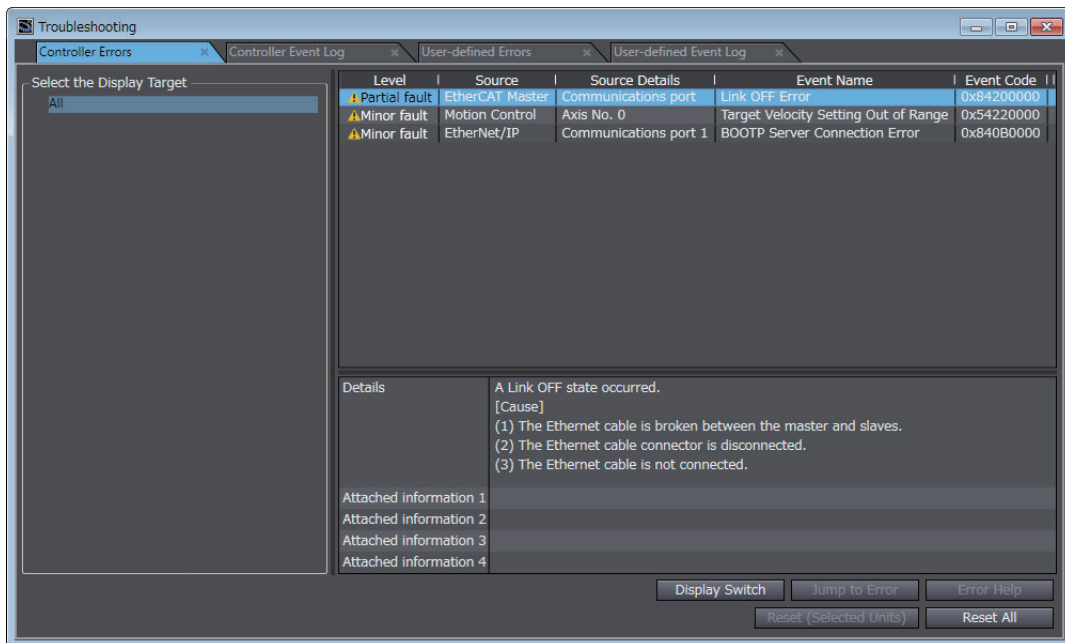 Troubleshooting
Controller Errors Controller Event Log User-defined Errors User-defined Event Log
Select the Display Target
All
Level Source Source Details Event Name Event Code
Partial fault EtherCAT Master Communications port Link OFF Error 0x84200000
Minor fault Motion Control Axis No. 0 Target Velocity Setting Out of Range 0x54220000
Minor fault EtherNet/IP Communications port 1 BOOTP Server Connection Error 0x840B0000
Details A Link OFF state occurred.
[Cause]
(1) The Ethernet cable is broken between the master and slaves.
(2) The Ethernet cable connector is disconnected.
(3) The Ethernet cable is not connected.
Attached information 1
Attached information 2
Attached information 3
Attached information 4
Display Switch Jump to Error Error Help
Reset (Selected Units) Reset All